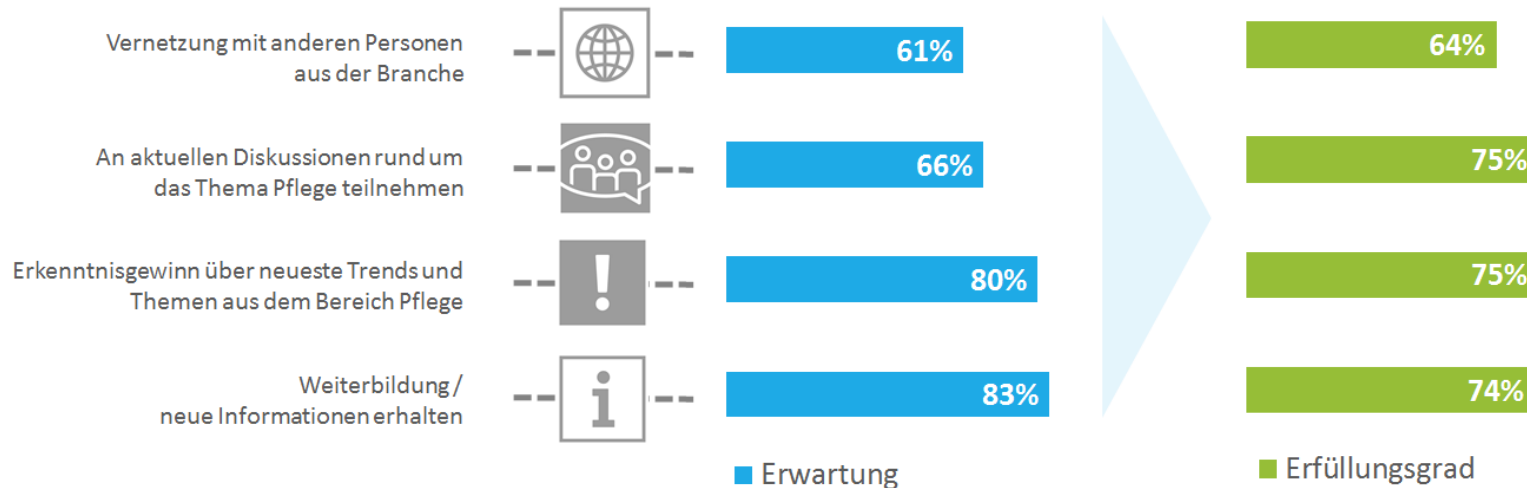 Vernetzung mit anderen Personen
aus der Branche
61%
64%
An aktuellen Diskussionen rund um
das Thema Pflege teilnehmen
66%
75%
Erkenntnisgewinn über neueste Trends und
Themen aus dem Bereich Pflege
80%
75%
Weiterbildung /
neue Informationen erhalten
83%
74%
Erwartung
Erfüllungsgrad